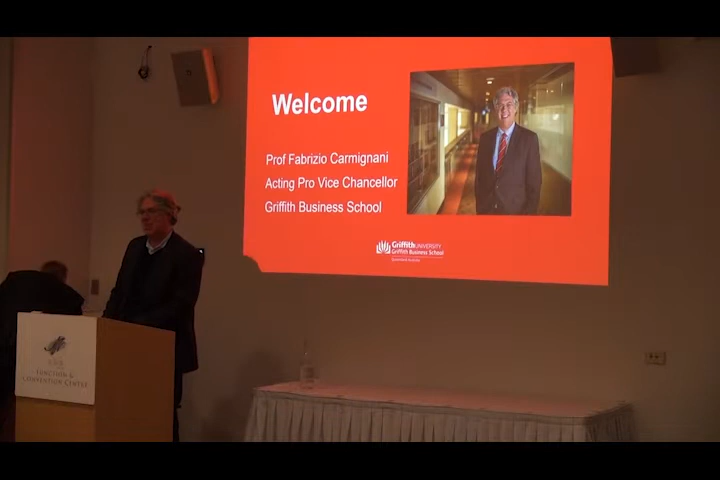 Welcome
Prof Fabrizio Carmignani
Acting Pro Vice Chancellor
Griffith Business School
Griffith UNIVERSITY
Griffith Business School
FUNCTION &
CONVENTION CENTRE